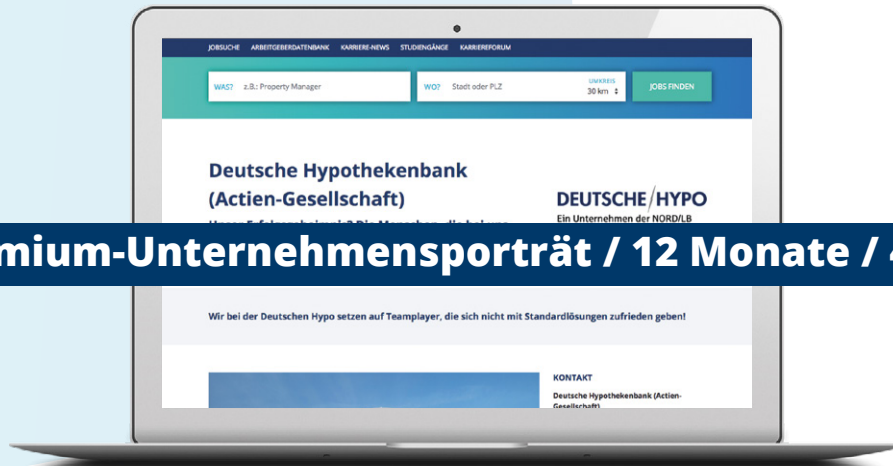 JOBSUCHE ARBEITGEBERDATENBANK KARRIERE-NEWS STUDIENGÄNGE KARRIEREFORUM
WAS? z.B.: Property Manager WO? Stadt oder PLZ UMKREIS 30 km JOBS FINDEN
Deutsche Hypothekenbank
(Actien-Gesellschaft)
DEUTSCHE/HYPO
Ein Unternehmen der NORD/LB
mium-Unternehmensporträt / 12 Monate / 4
Wir bei der Deutschen Hypo setzen auf Teamplayer, die sich nicht mit Standardlösungen zufrieden geben!
KONTAKT
Deutsche Hypothekenbank (Actien-
Gesellschaft)